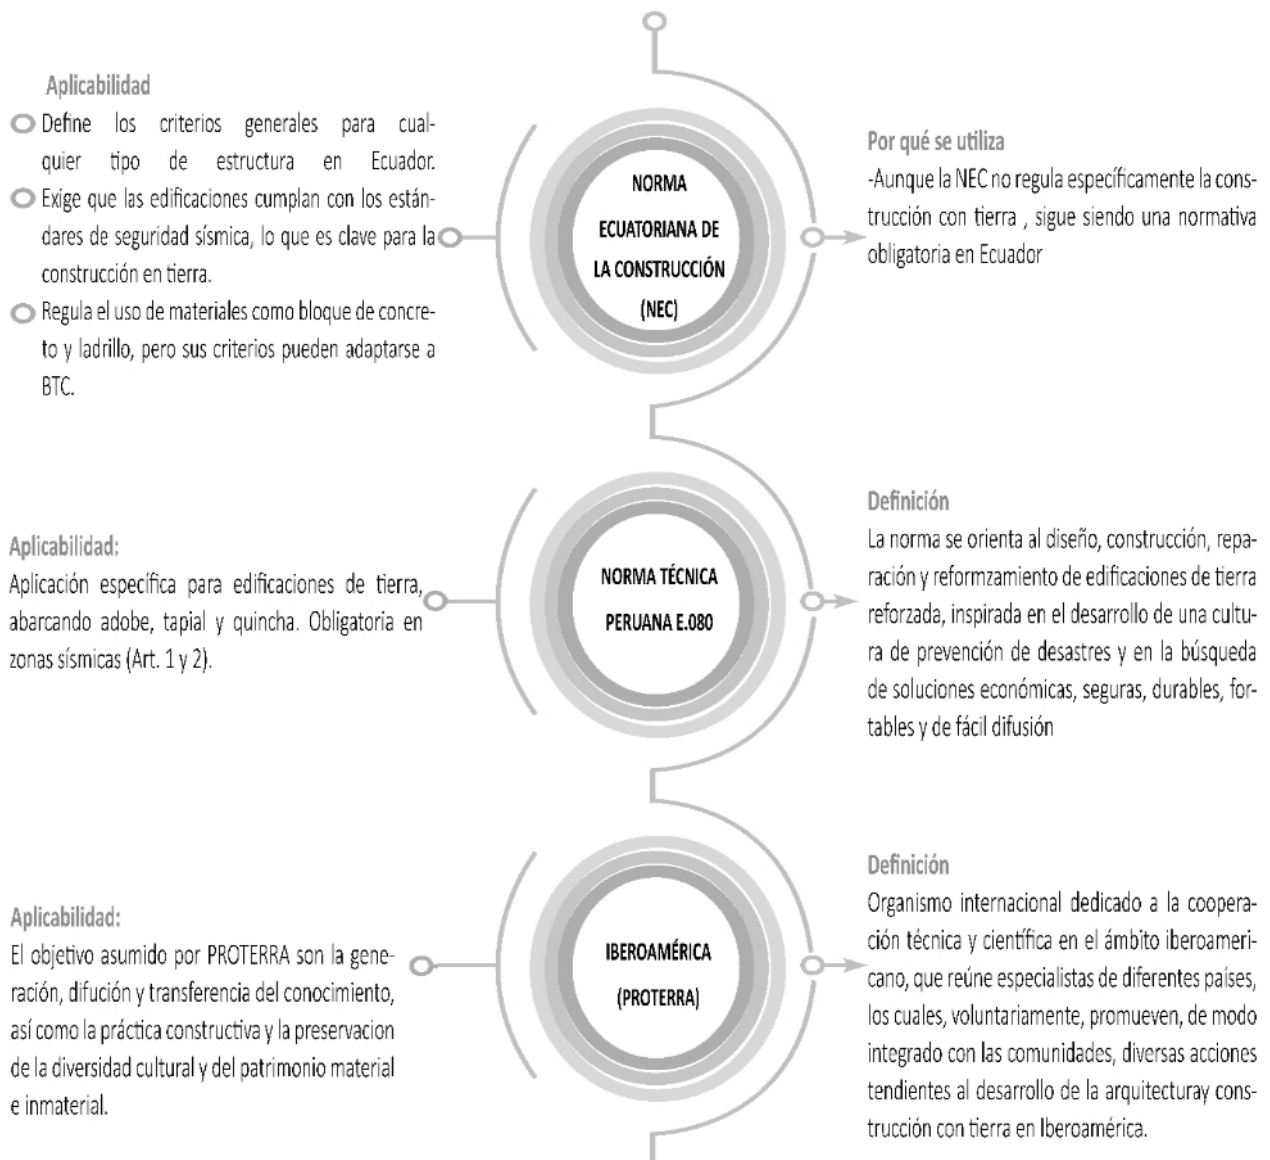 Aplicabilidad
Define los criterios generales para cual-
quier tipo de estructura en Ecuador.
Exige que las edificaciones cumplan con los están-
dares de seguridad sísmica, lo que es clave para la
construcción en tierra.
Regula el uso de materiales como bloque de concre-
to y ladrillo, pero sus criterios pueden adaptarse a
BTC.
NORMA
ECUATORIANA DE
LA CONSTRUCCIÓN
(NEC)
Por qué se utiliza
-Aunque la NEC no regula específicamente la cons-
trucción con tierra , sigue siendo una normativa
obligatoria en Ecuador
Aplicabilidad:
Aplicación específica para edificaciones de tierra,
abarcando adobe, tapial y quincha. Obligatoria en
zonas sísmicas (Art. 1 y 2).
NORMA TÉCNICA
PERUANA E.080
Definición
La norma se orienta al diseño, construcción, repa-
ración y reformzamiento de edificaciones de tierra
reforzada, inspirada en el desarrollo de una cultu-
ra de prevención de desastres y en la búsqueda
de soluciones económicas, seguras, durables, for-
tables y de fácil difusión
Aplicabilidad:
El objetivo asumido por PROTERRA son la gene-
ración, difución y transferencia del conocimiento,
así como la práctica constructiva y la preservacion
de la diversidad cultural y del patrimonio material
e inmaterial.
IBEROAMÉRICA
(PROTERRA)
Definición
Organismo internacional dedicado a la coopera-
ción técnica y científica en el ámbito iberoameri-
cano, que reúne especialistas de diferentes países,
los cuales, voluntariamente, promueven, de modo
integrado con las comunidades, diversas acciones
tendientes al desarrollo de la arquitecturay cons-
trucción con tierra en Iberoamérica.